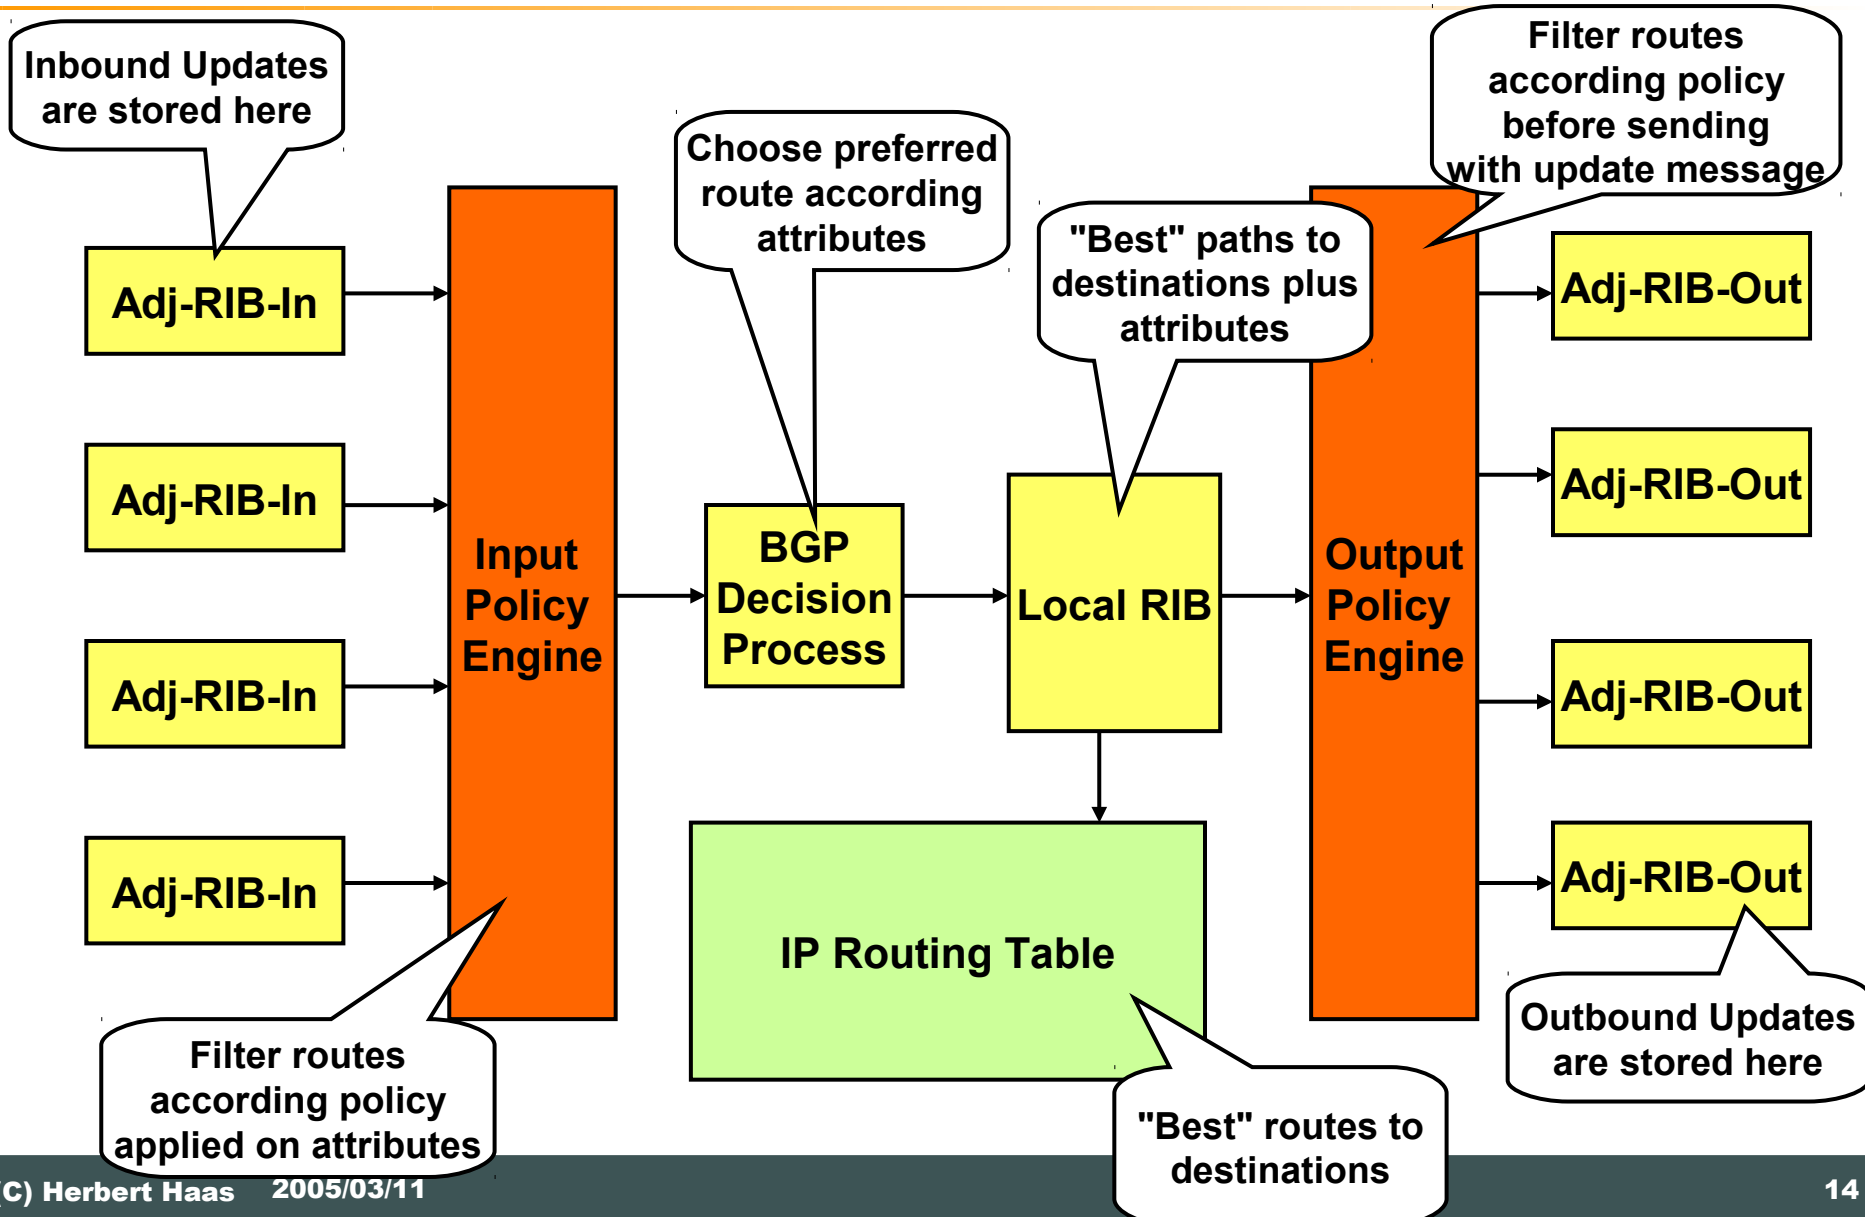 Inbound Updates
are stored here
Filter routes
according policy
before sending
with update message
Choose preferred
route according
attributes
"Best" paths to
destinations plus
attributes
Adj-RIB-In
Adj-RIB-In
Adj-RIB-In
Adj-RIB-In
Input
Policy
Engine
BGP
Decision
Process
Local RIB
Output
Policy
Engine
Adj-RIB-Out
Adj-RIB-Out
Adj-RIB-Out
Adj-RIB-Out
IP Routing Table
Filter routes
according policy
applied on attributes
"Best" routes to
destinations
Outbound Updates
are stored here
(C) Herbert Haas 2005/03/11
14